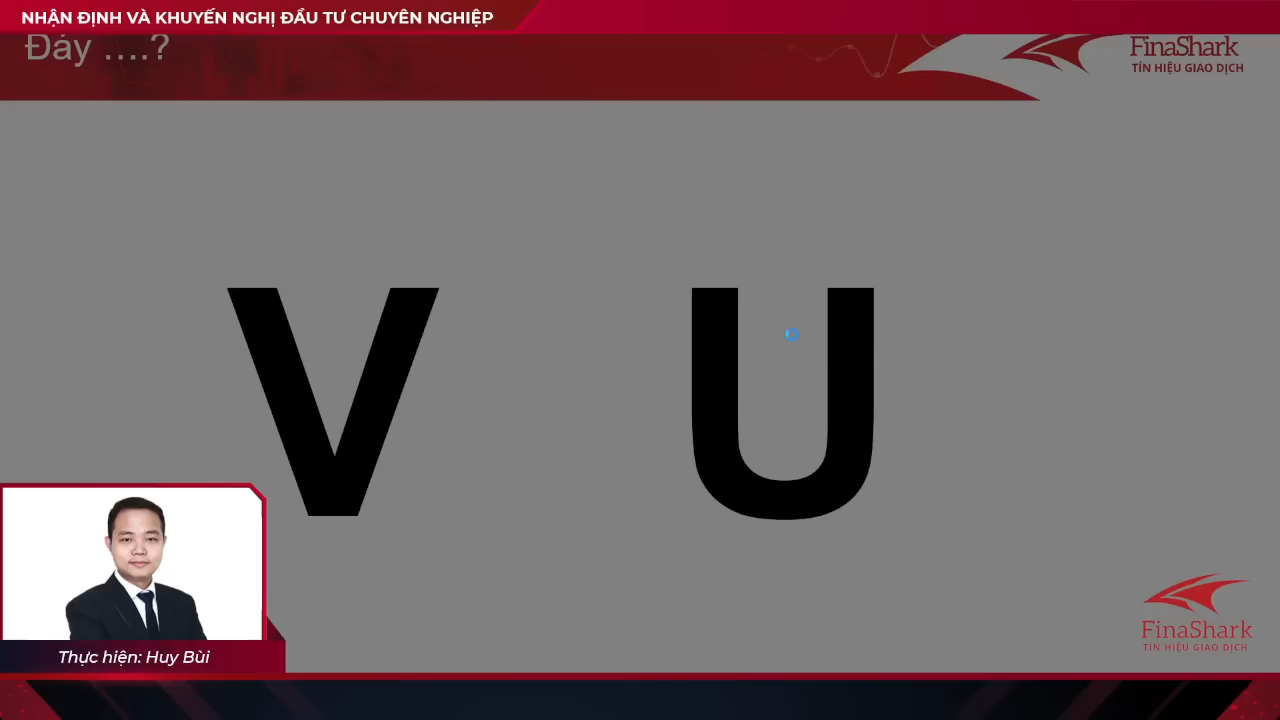 NHẬN ĐỊNH VÀ KHUYẾN NGHỊ ĐẦU TƯ CHUYÊN NGHIỆP
Đáy ....?
FinaShark
TÍN HIỆU GIAO DỊCH
V U
FinaShark
TÍN HIỆU GIAO DỊCH
Thực hiện: Huy Bùi